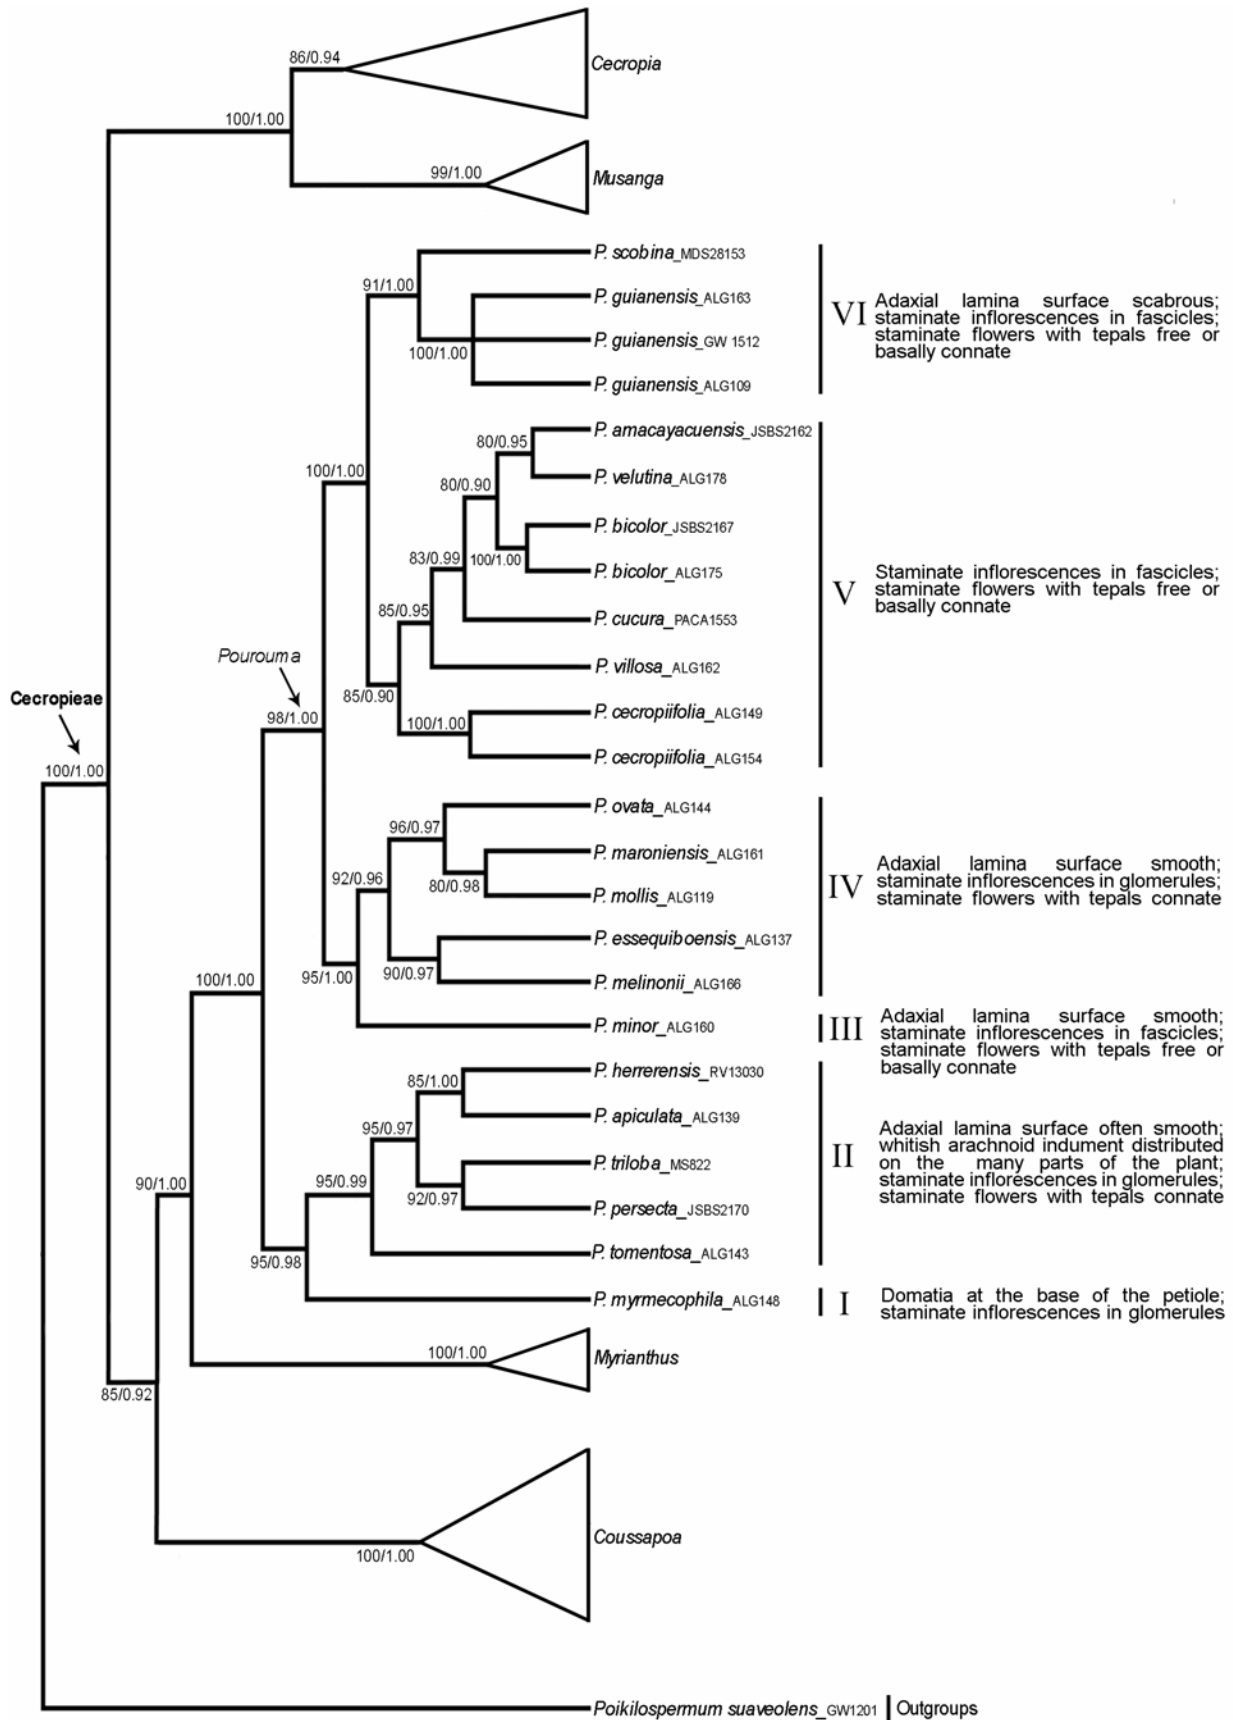 86/0.94
Cecropia
100/1.00
99/1.00
Musanga
P. scobina_MDS28153
91/1.00
P. guianensis_ALG163
P. guianensis_GW 1512
100/1.00
P. guianensis_ALG109
VI
Adaxial lamina surface scabrous;
staminate inflorescences in fascicles;
staminate flowers with tepals free or
basally connate
P. amacayacuensis_JSBS2162
80/0.95
100/1.00
P. velutina_ALG178
80/0.90
P. bicolor_JSBS2167
83/0.99
100/1.00
P. bicolor_ALG175
85/0.95
P. cucura_PACA1553
P. villosa_ALG162
85/0.90
P. cecropiifolia_ALG149
100/1.00
P. cecropiifolia_ALG154
V
Staminate inflorescences in fascicles;
staminate flowers with tepals free or
basally connate
Pourouma
98/1.00
Cecropieae
100/1.00
P. ovata_ALG144
96/0.97
P. maroniensis_ALG161
92/0.96
80/0.98
P. mollis_ALG119
P. essequiboensis_ALG137
95/1.00
90/0.97
P. melinonii_ALG166
IV
Adaxial lamina surface smooth;
staminate inflorescences in glomerules;
staminate flowers with tepals connate
100/1.00
P. minor_ALG160
III
Adaxial lamina surface smooth;
staminate inflorescences in fascicles;
staminate flowers with tepals free or
basally connate
P. herrerensis_RV13030
85/1.00
P. apiculata_ALG139
95/0.97
P. triloba_MS822
95/0.99
92/0.97
P. persecta_JSBS2170
90/1.00
P. tomentosa_ALG143
95/0.98
II
Adaxial lamina surface often smooth;
whitish arachnoid indument distributed
on the many parts of the plant;
staminate inflorescences in glomerules;
staminate flowers with tepals connate
P. myrmecophila_ALG148
I
Domatia at the base of the petiole;
staminate inflorescences in glomerules
100/1.00
Myrianthus
85/0.92
Coussapoa
100/1.00
Poikilospermum suaveolens_GW1201
Outgroups